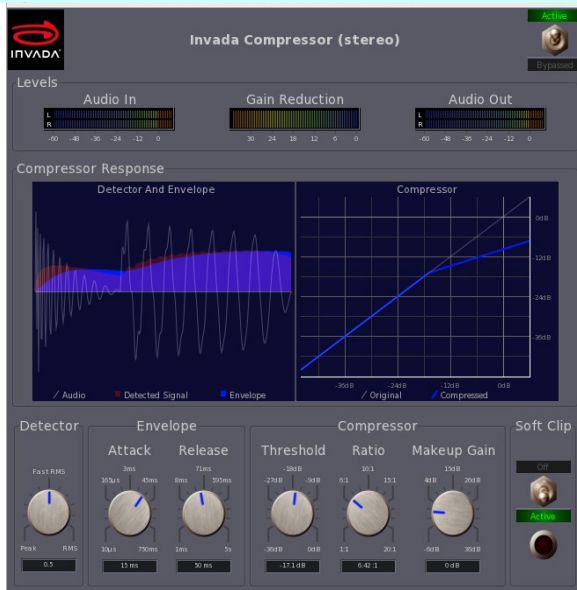 Active
INVADA
Invada Compressor (stereo)
Bypassed
Levels
Audio In
Gain Reduction
Audio Out
L
R
L
R
-60 -48 -36 -24 -12 0
30 24 18 12 6 0
-60 -48 -36 -24 -12 0
Compressor Response
Detector And Envelope
Compressor
0dB
-12dB
-24dB
-36dB
-36dB -24dB -12dB 0dB
Audio
Detected Signal
Envelope
Original
Compressed
Detector
Envelope
Compressor
Soft Clip
Attack
Release
Threshold
Ratio
Makeup Gain
Fast RMS
3ms
71ms
-18dB
10:1
15dB
Off
165µs 45ms
8ms 595ms
-27dB -9dB
6:1 15:1
4dB 26dB
Active
Peak RMS
10µs 750ms
1ms 5s
-36dB 0dB
1:1 20:1
-6dB 36dB
0.5
15 ms
50 ms
-17.1 dB
6.42 :1
0 dB